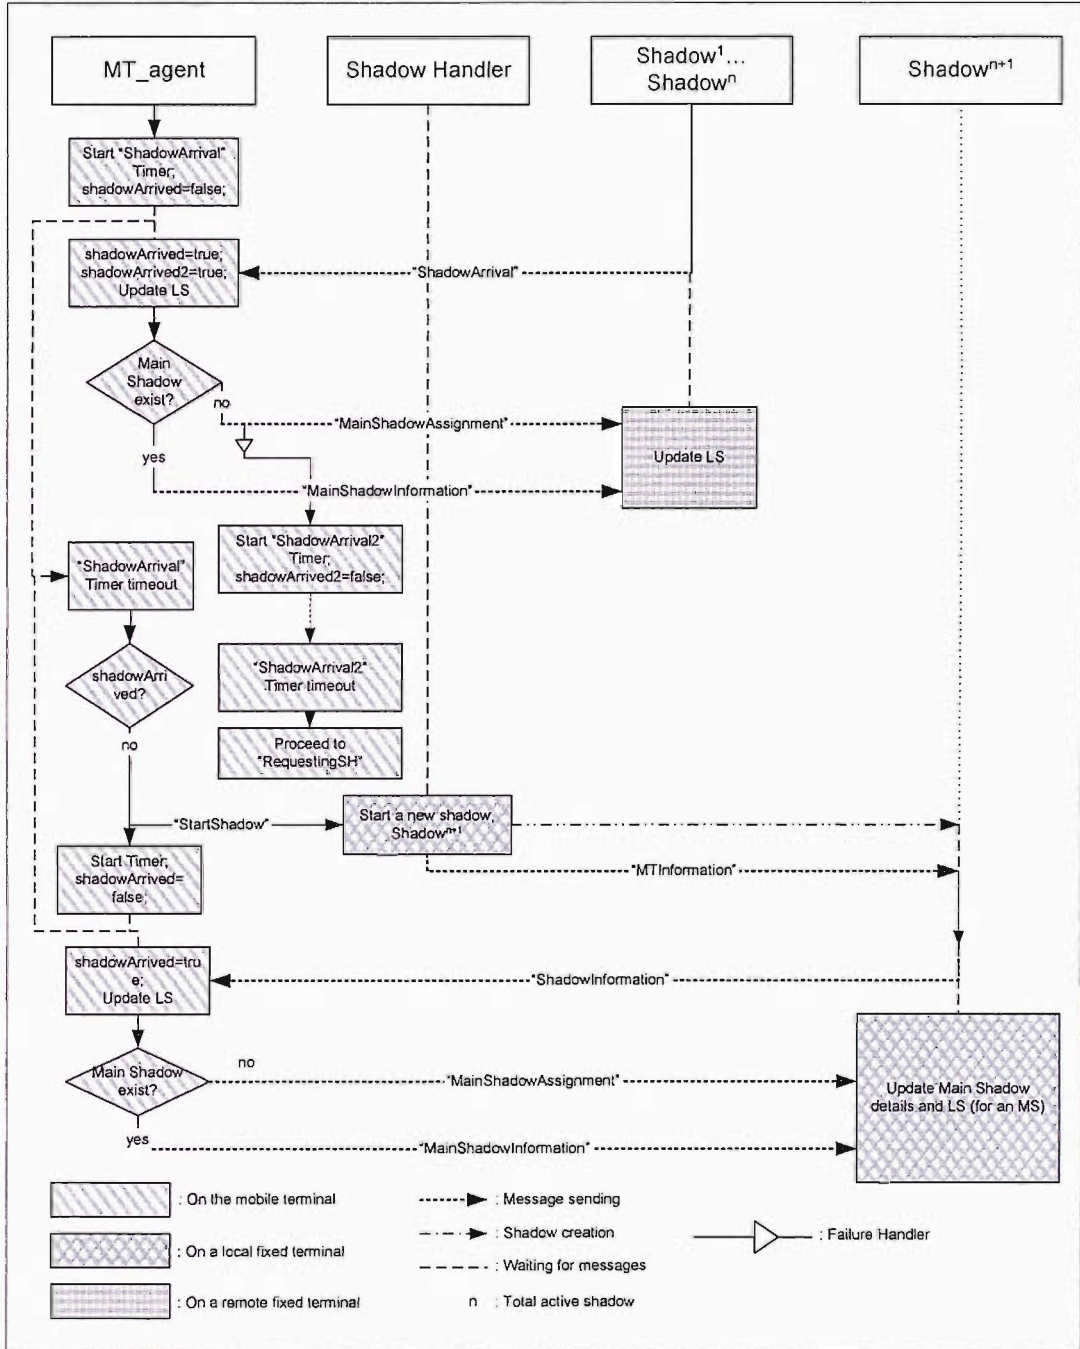 MT_agent
Shadow Handler
Shadow¹...
Shadowⁿ
Shadowⁿ⁺¹
Start "ShadowArrival"
Timer;
shadowArrived=false;
shadowArrived=true;
shadowArrived2=true;
Update LS
"ShadowArrival"
Main
Shadow
exist?
no
"MainShadowAssignment"
Update LS
yes
"MainShadowInformation"
Start "ShadowArrival2"
Timer;
shadowArrived2=false;
"ShadowArrival"
Timer timeout
shadowArri
ved?
"ShadowArrival2"
Timer timeout
no
Proceed to
"RequestingSH"
"StartShadow"
Start a new shadow,
Shadowⁿ⁺¹
Start Timer;
shadowArrived=
false;
"MTInformation"
shadowArrived=tru
e;
Update LS
"ShadowInformation"
Main Shadow
exist?
no
"MainShadowAssignment"
Update Main Shadow
details and LS (for an MS)
yes
"MainShadowInformation"
: On the mobile terminal
: Message sending
: Shadow creation
: Failure Handler
: On a local fixed terminal
: Waiting for messages
: On a remote fixed terminal
n : Total active shadow